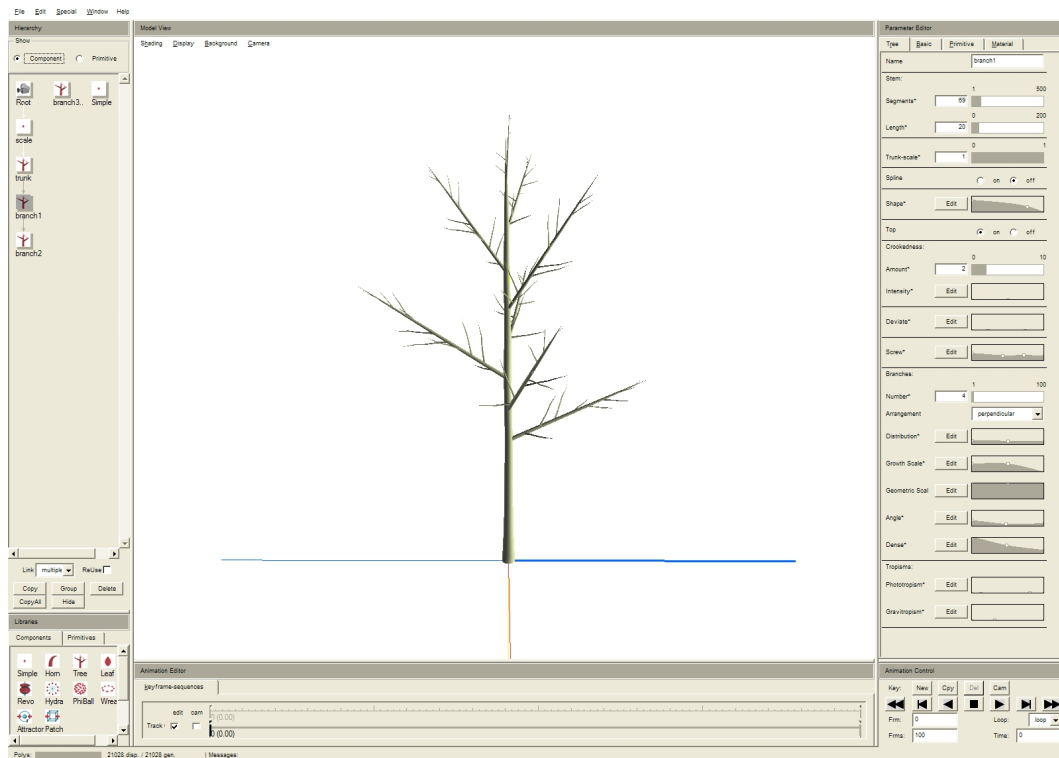 File Edit Special Window Help
Hierarchy
Show
Component Primitive
Root branch3.. Simple
scale
trunk
branch1
branch2
Link multiple ReUse
Copy Group Delete
CopyAll Hide
Libraries
Components Primitives
Simple Horn Tree Leaf
Revo Hydra PhiBall Wrea
Attractor Patch
Model View
Shading Display Background Camera
Animation Editor
keyframe-sequences
edit cam
Track
0 (0.00)
0 (0.00)
Parameter Editor
Tree Basic Primitive Material
Name branch1
Stem:
1 500
Segments* 69
0 200
Length* 20
0 1
Trunk-scale* 1
Spline on off
Shape* Edit
Top on off
Crookedness:
0 10
Amount* 2
Intensity* Edit
Deviate* Edit
Screw* Edit
Branches:
1 100
Number* 4
Arrangement perpendicular
Distribution* Edit
Growth Scale* Edit
Geometric Scal Edit
Angle* Edit
Dense* Edit
Tropisms:
Phototropism* Edit
Gravitropism* Edit
Animation Control
Key: New Cpy Del Cam
Frm: 0 Loop: loop
Frms: 100 Time: 0
Polys: 21028 disp. / 21028 gen. | Messages: